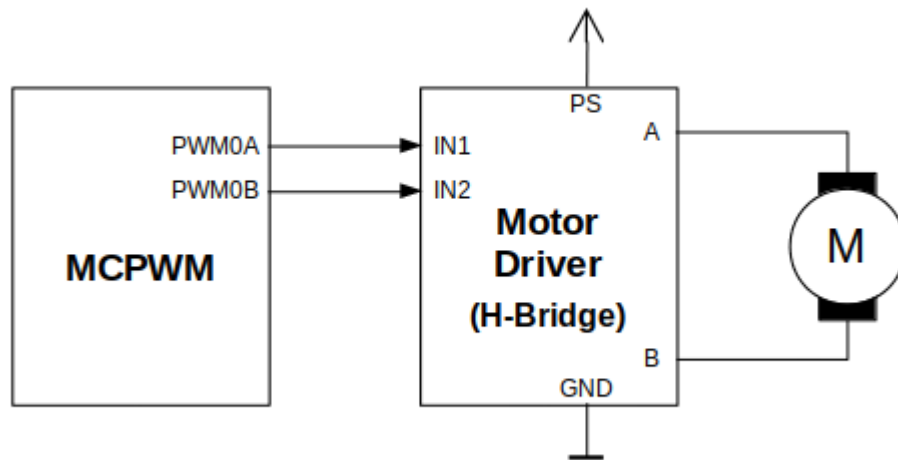 PS
A
PWM0A
IN1
PWM0B
IN2
Motor
Driver
(H-Bridge)
MCPWM
M
B
GND